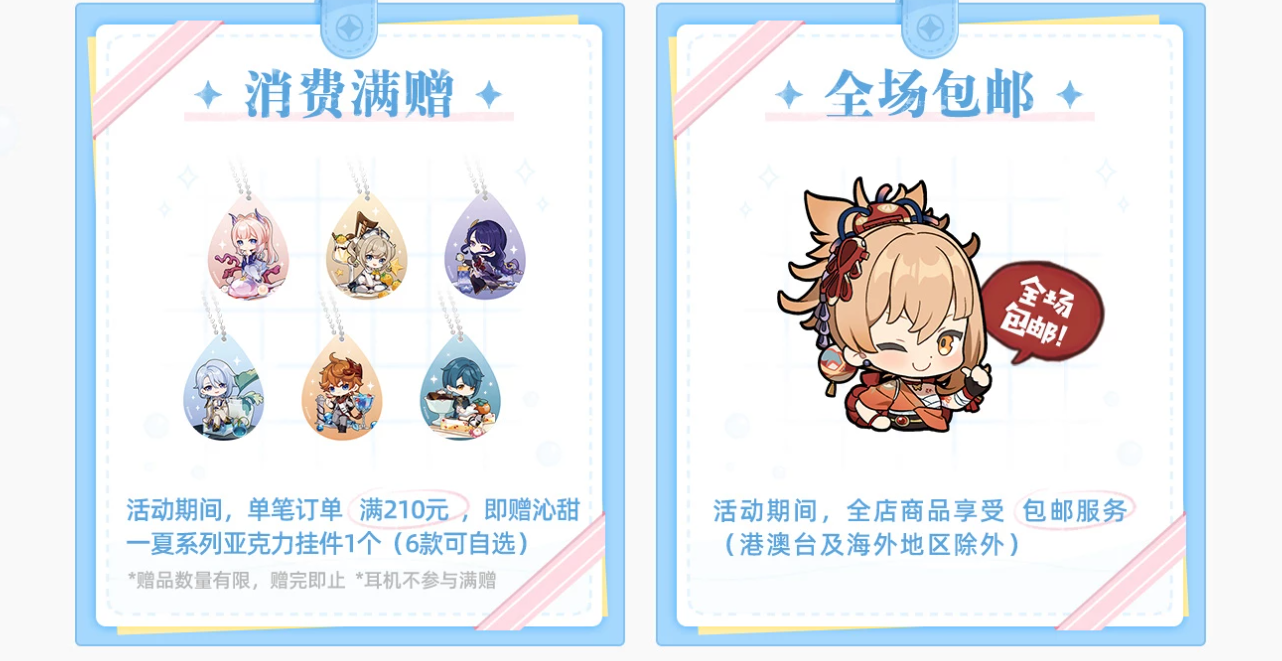 消费满赠
活动期间，单笔订单 满210元 ，即赠沁甜
一夏系列亚克力挂件1个（6款可自选）
*赠品数量有限，赠完即止 *耳机不参与满赠
全场包邮
全场
包邮!
活动期间，全店商品享受 包邮服务
（港澳台及海外地区除外）